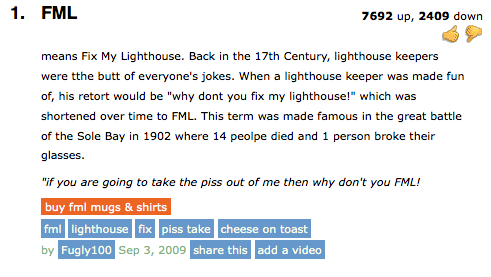 1. FML 7692 up, 2409 down
means Fix My Lighthouse. Back in the 17th Century, lighthouse keepers
were tthe butt of everyone's jokes. When a lighthouse keeper was made fun
of, his retort would be "why dont you fix my lighthouse!" which was
shortened over time to FML. This term was made famous in the great battle
of the Sole Bay in 1902 where 14 peolpe died and 1 person broke their
glasses.
"if you are going to take the piss out of me then why don't you FML!
buy fml mugs & shirts
fml lighthouse fix piss take cheese on toast
by Fugly100 Sep 3, 2009 share this add a video